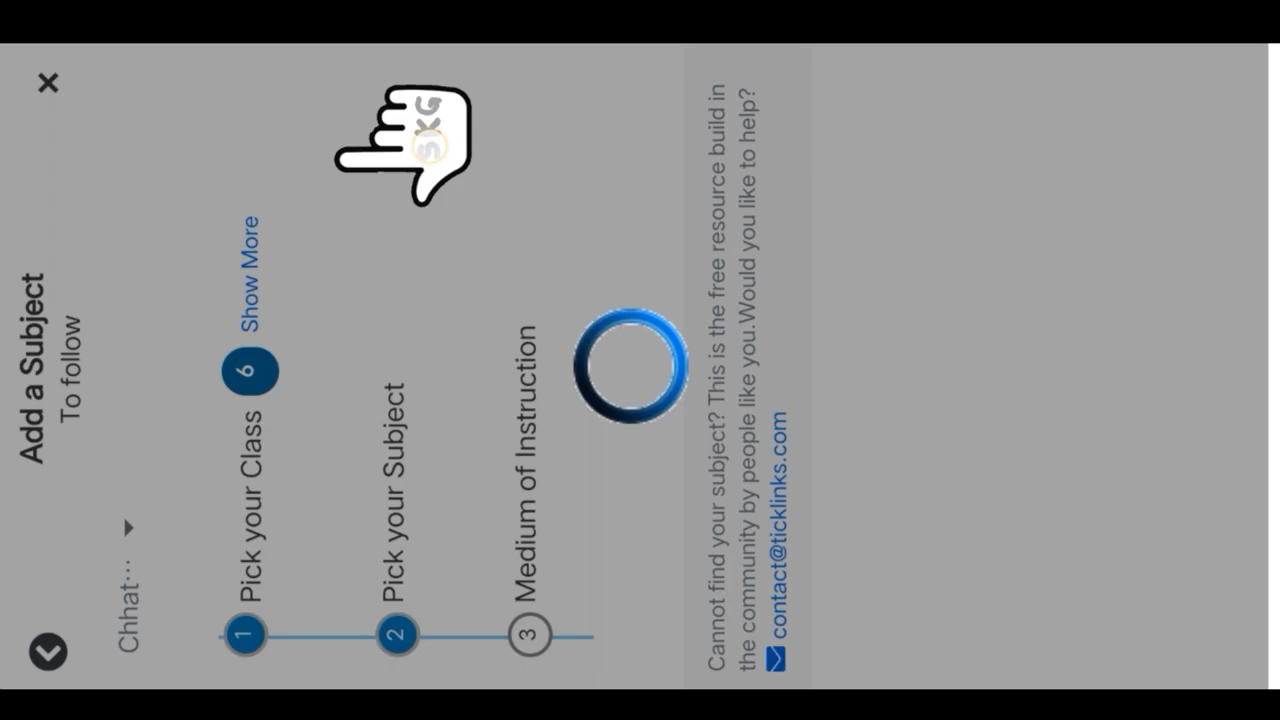 Add a Subject
To follow
Chhat...
1 Pick your Class 6 Show More
SKG
2 Pick your Subject
3 Medium of Instruction
Cannot find your subject? This is the free resource build in
the community by people like you.Would you like to help?
contact@ticklinks.com